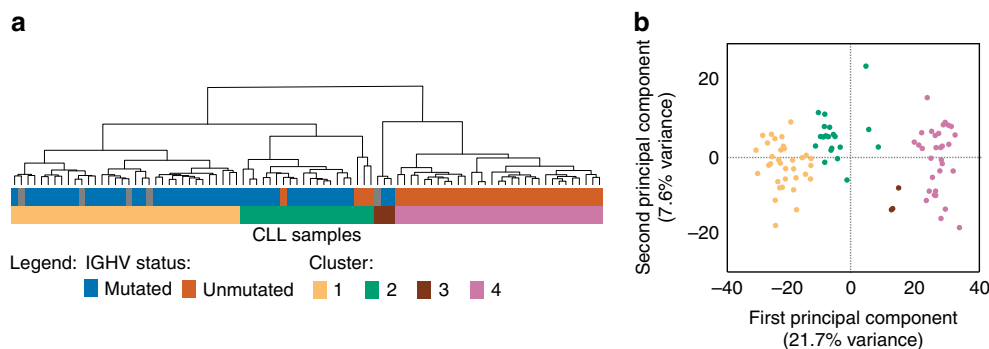 a
CLL samples
Legend: IGHV status: Cluster:
Mutated Unmutated 1 2 3 4
b
Second principal component
(7.6% variance)
20
0
−20
−40 −20 0 20 40
First principal component
(21.7% variance)